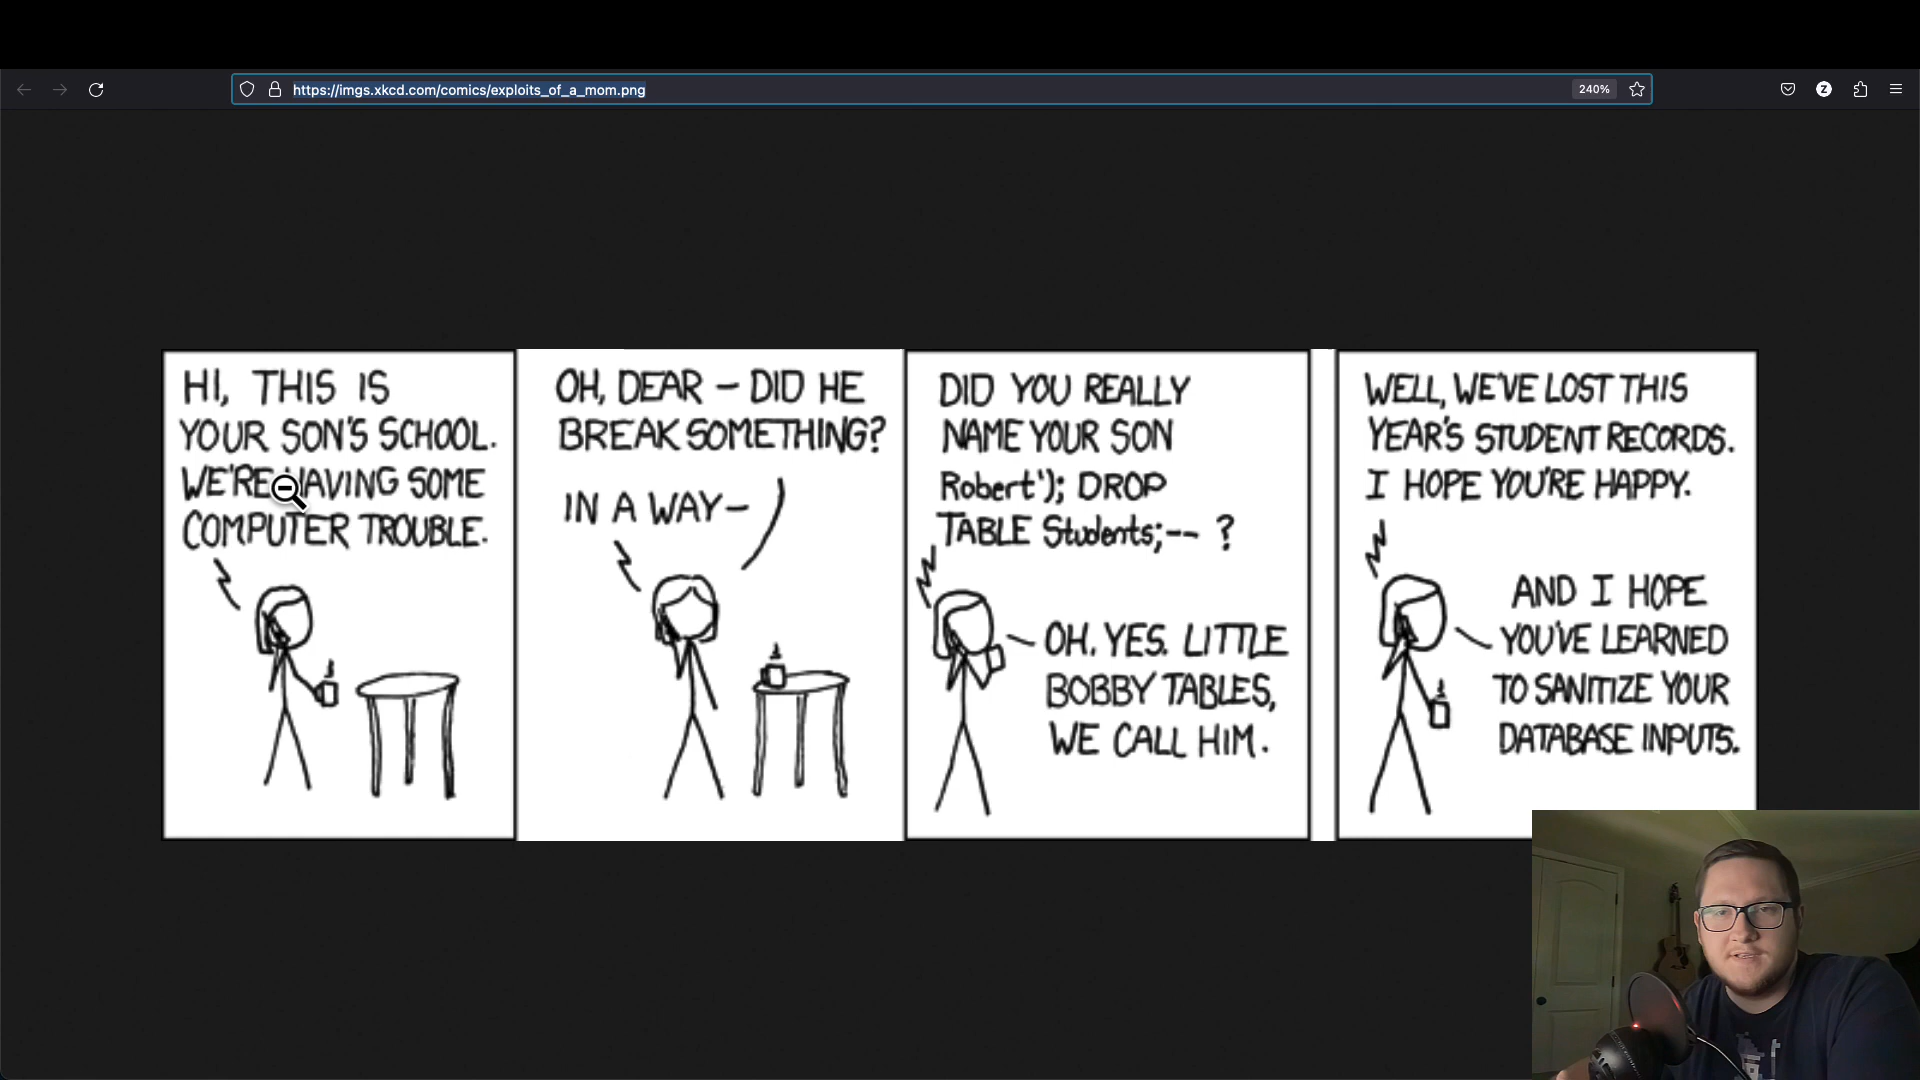 https://imgs.xkcd.com/comics/exploits_of_a_mom.png
240%
Z
HI, THIS IS
YOUR SON'S SCHOOL.
WE'RE HAVING SOME
COMPUTER TROUBLE.
OH, DEAR – DID HE
BREAK SOMETHING?
IN A WAY–
DID YOU REALLY
NAME YOUR SON
Robert'); DROP
TABLE Students;-- ?
OH. YES. LITTLE
BOBBY TABLES,
WE CALL HIM.
WELL, WE'VE LOST THIS
YEAR'S STUDENT RECORDS.
I HOPE YOU'RE HAPPY.
AND I HOPE
YOU'VE LEARNED
TO SANITIZE YOUR
DATABASE INPUTS.